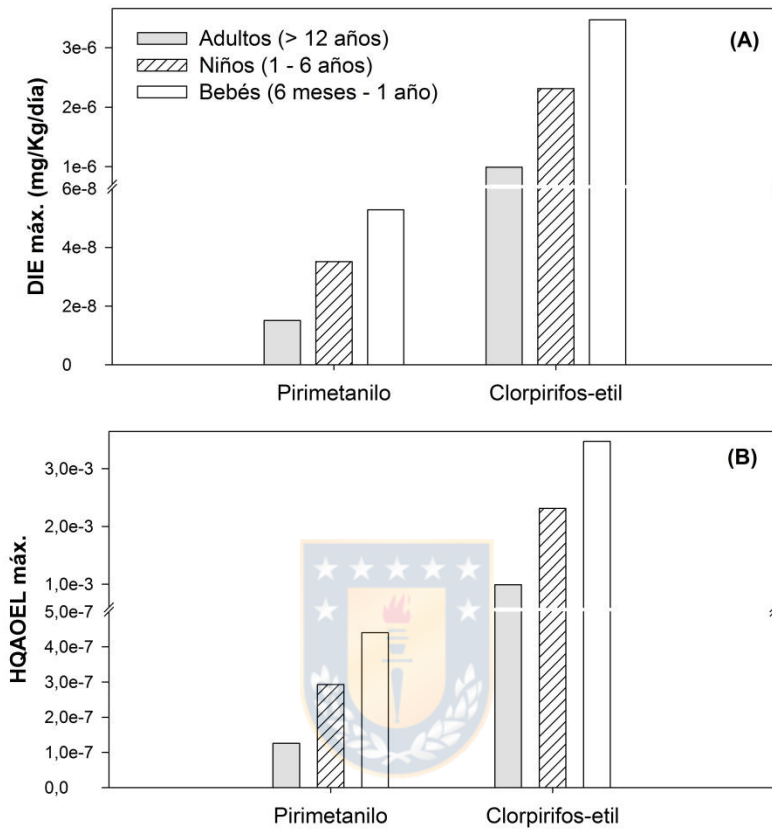 (A)
Adultos (> 12 años)
Niños (1 - 6 años)
Bebés (6 meses - 1 año)
DIE máx. (mg/Kg/día)
3e-6
2e-6
1e-6
6e-8
4e-8
2e-8
0
Pirimetanilo Clorpirifos-etil
(B)
HQAOEL máx.
3,0e-3
2,0e-3
1,0e-3
5,0e-7
4,0e-7
3,0e-7
2,0e-7
1,0e-7
0,0
Pirimetanilo Clorpirifos-etil